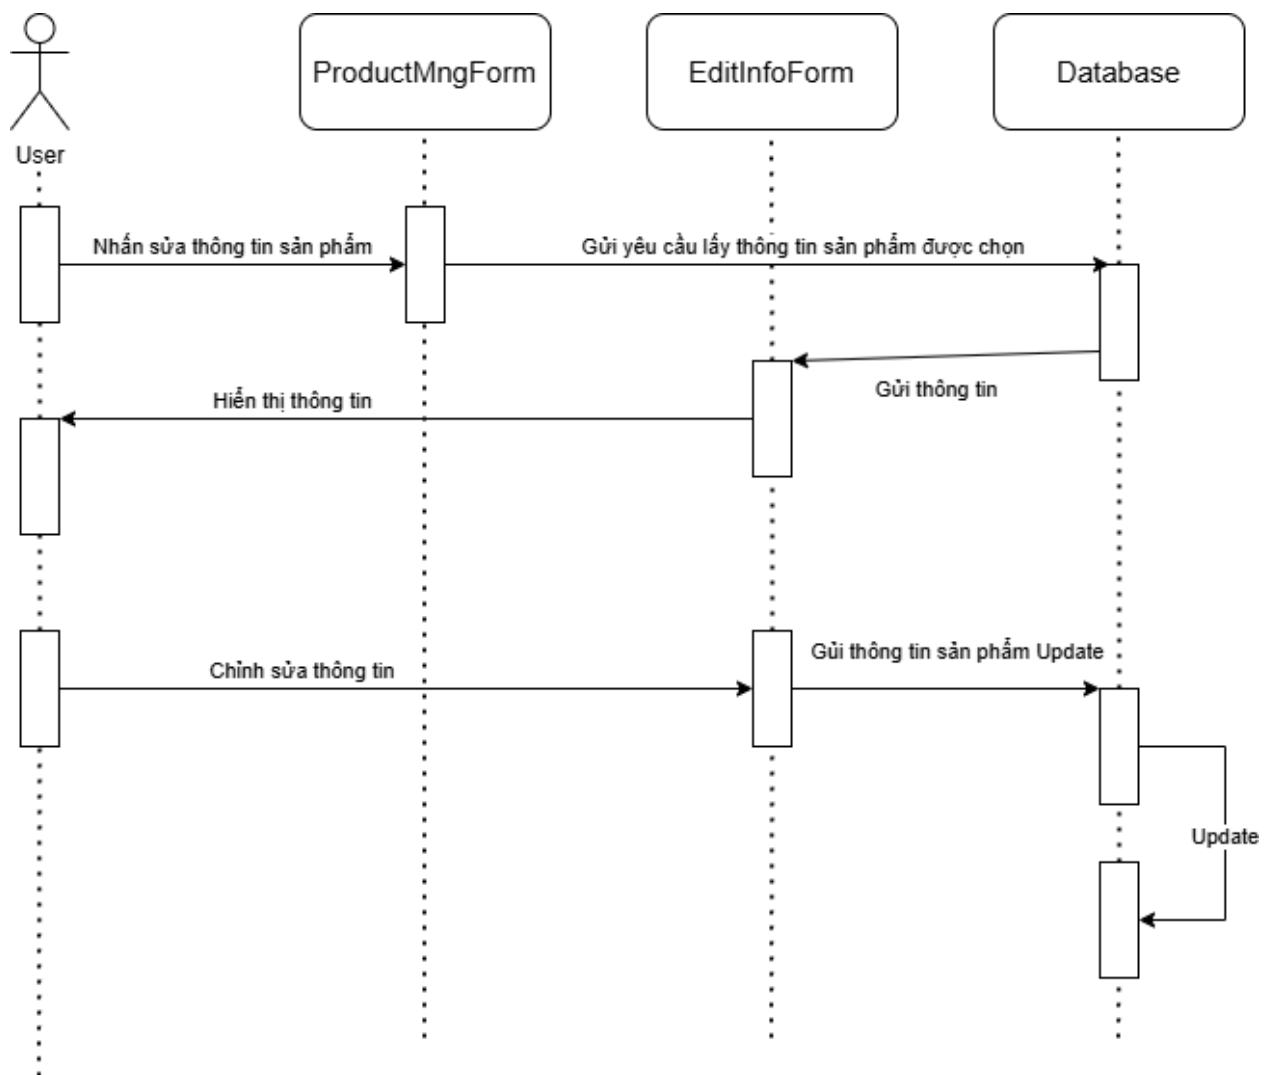 User
ProductMngForm
EditInfoForm
Database
Nhấn sửa thông tin sản phẩm
Gửi yêu cầu lấy thông tin sản phẩm được chọn
Gửi thông tin
Hiển thị thông tin
Chỉnh sửa thông tin
Gủi thông tin sản phẩm Update
Update